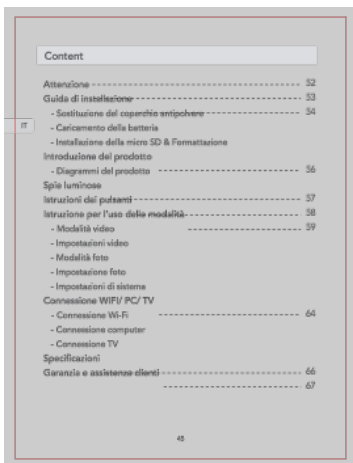 Content
Attenzione 52
Guida di installazione 53
- Sostituzione del coperchio antipolvere 54
- Caricamento della batteria
- Installazione della micro SD & Formattazione
Introduzione del prodotto
- Diagrammi del prodotto 56
Spie luminose
Istruzioni dei pulsanti 57
Istruzione per l'uso delle modalità 58
- Modalità video 59
- Impostazioni video
- Modalità foto
- Impostazione foto
- Impostazioni di sistema
Connessione WIFI/ PC/ TV
- Connessione Wi-Fi 64
- Connessione computer
- Connessione TV
Specificazioni
Garanzia e assistenza clienti 66
67
IT